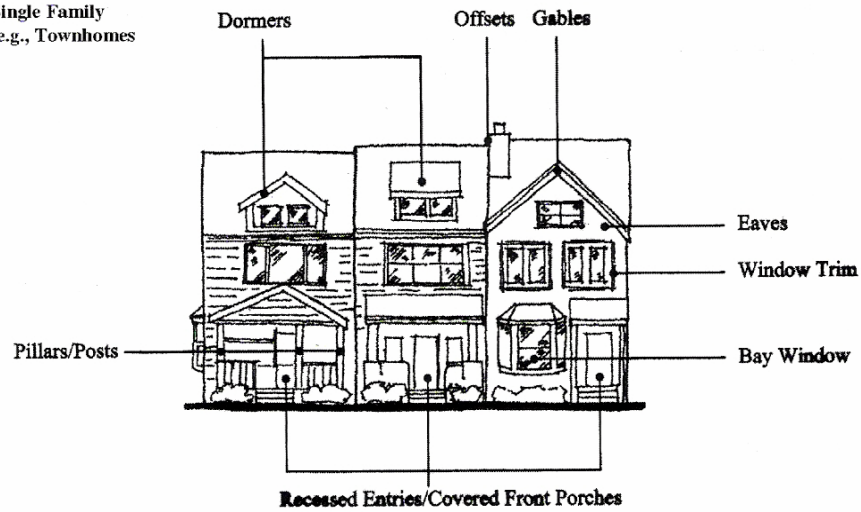 ingle Family
e.g., Townhomes
Dormers
Offsets Gables
Eaves
Window Trim
Pillars/Posts
Bay Window
Recessed Entries/Covered Front Porches